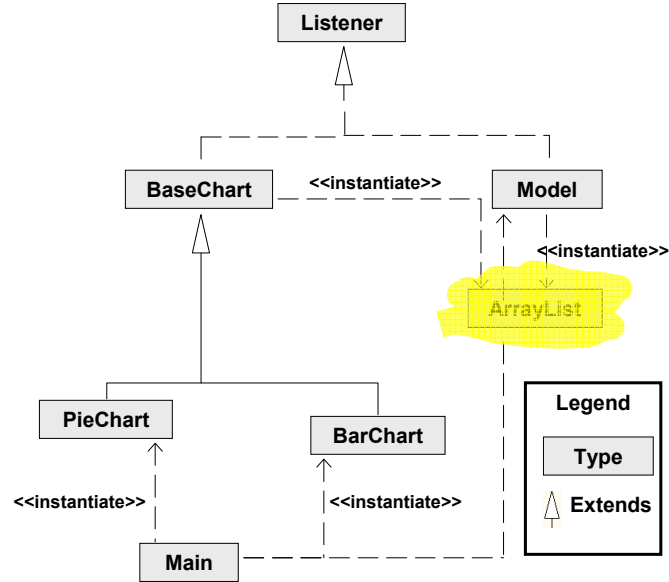 Listener
BaseChart
<<instantiate>>
Model
<<instantiate>>
ArrayList
PieChart
BarChart
Legend
Type
Extends
<<instantiate>>
<<instantiate>>
Main